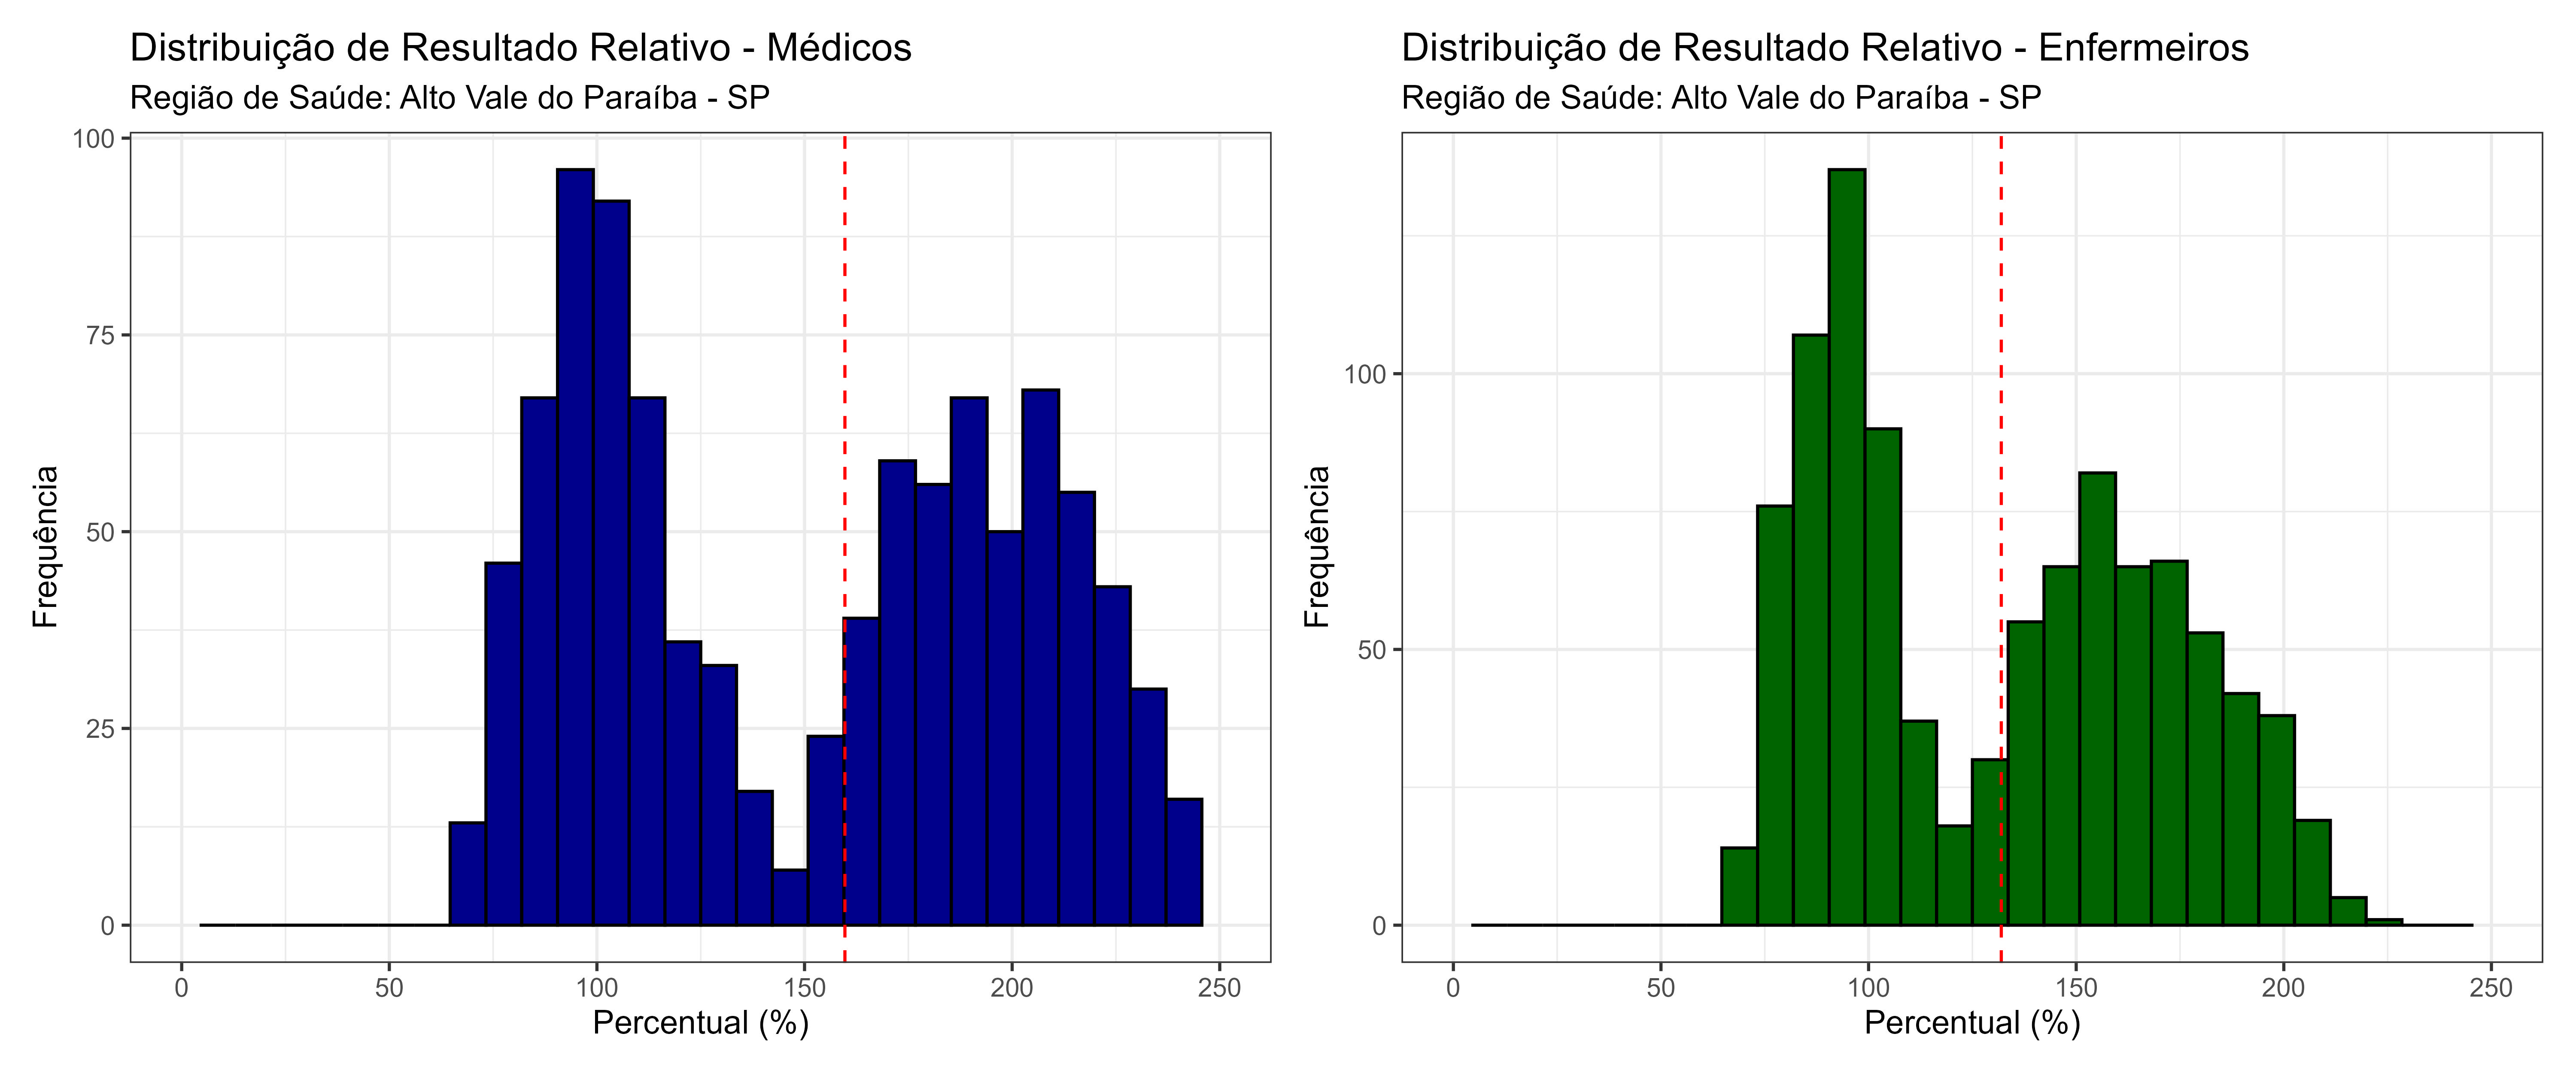 Distribuição de Resultado Relativo - Médicos
Região de Saúde: Alto Vale do Paraíba - SP
100
75
50
25
0
Frequência
0 50 100 150 200 250
Percentual (%)
Distribuição de Resultado Relativo - Enfermeiros
Região de Saúde: Alto Vale do Paraíba - SP
100
50
0
Frequência
0 50 100 150 200 250
Percentual (%)